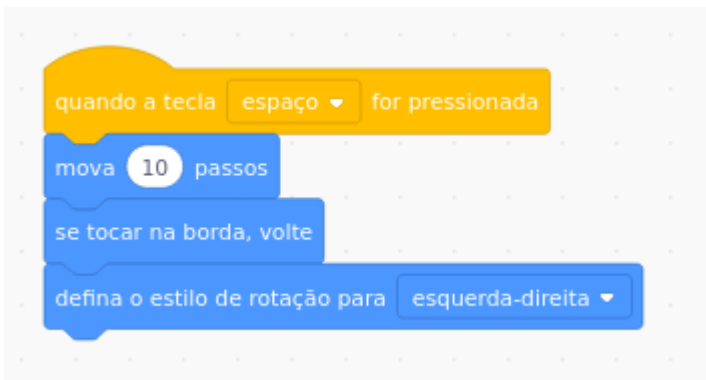 quando a tecla espaço for pressionada
mova 10 passos
se tocar na borda, volte
defina o estilo de rotação para esquerda-direita